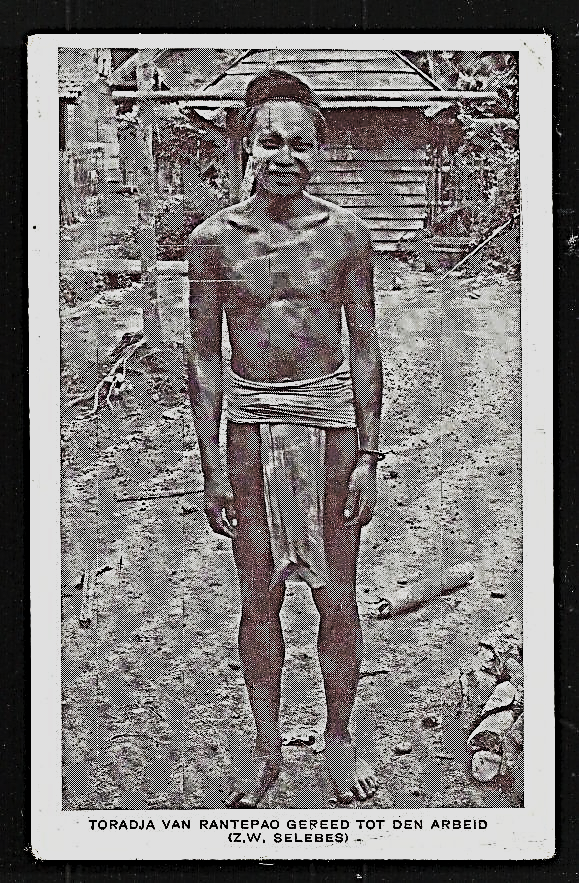 TORADJA VAN RANTEPAO GEREED TOT DEN ARBEID
(Z.W. SELEBES)